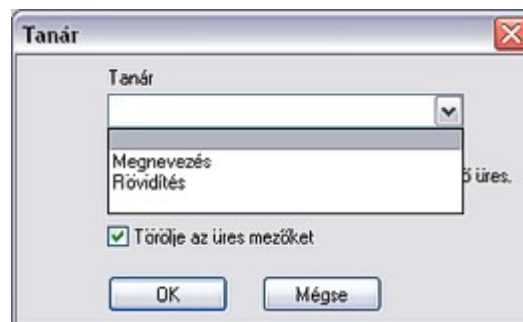 Tanár
Tanár
Megnevezés
Rövidítés
ő üres.
Törölje az üres mezőket
OK
Mégse